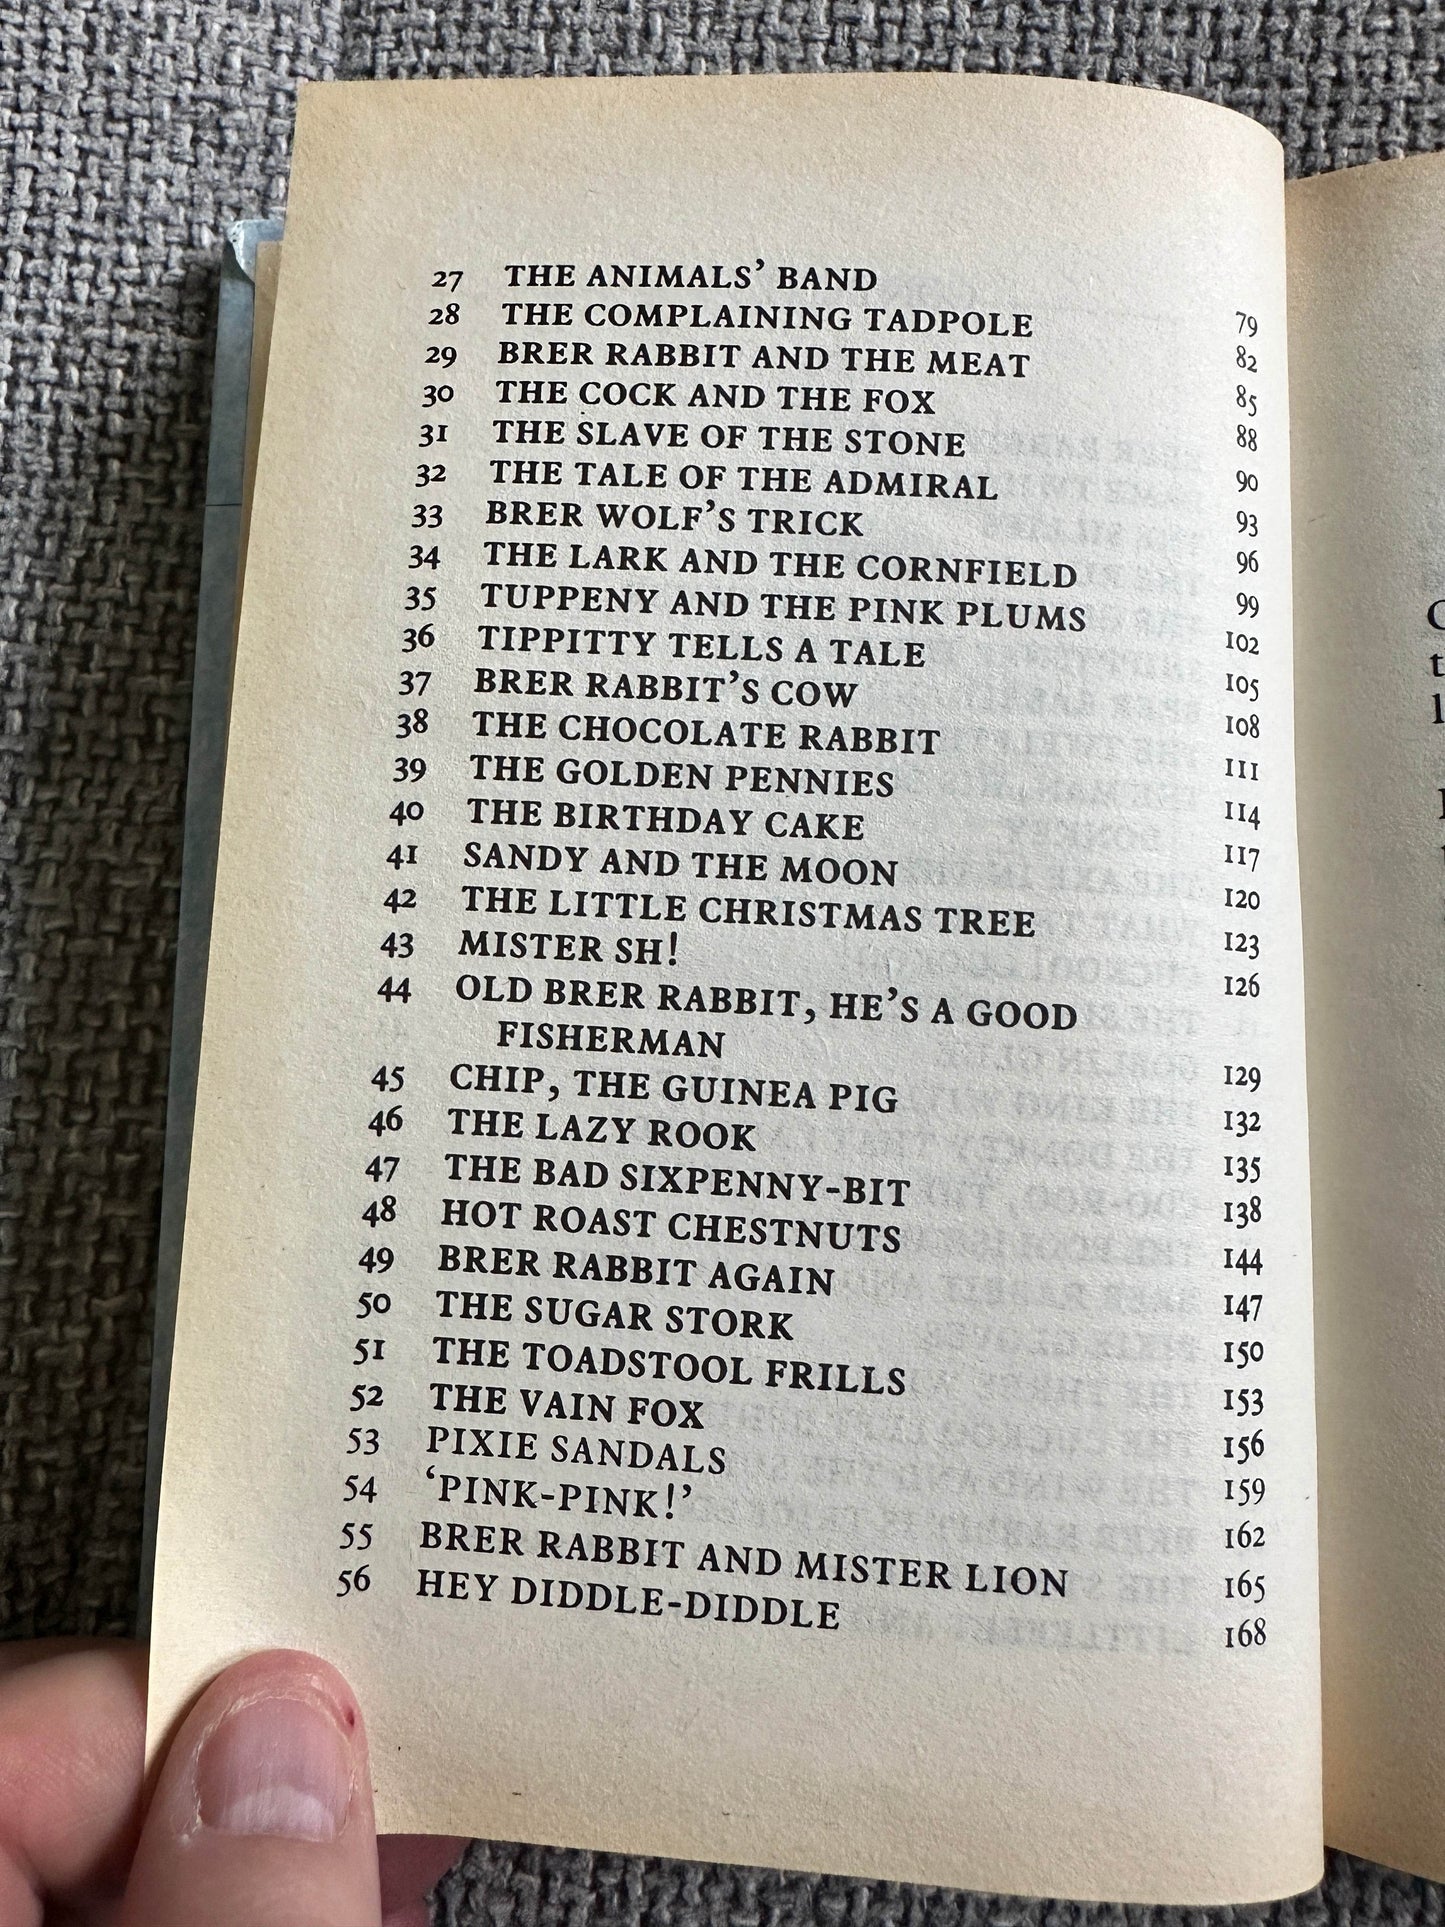 27 THE ANIMALS' BAND 79
28 THE COMPLAINING TADPOLE 82
29 BRER RABBIT AND THE MEAT 85
30 THE COCK AND THE FOX 88
31 THE SLAVE OF THE STONE 90
32 THE TALE OF THE ADMIRAL 93
33 BRER WOLF'S TRICK 96
34 THE LARK AND THE CORNFIELD 99
35 TUPPENY AND THE PINK PLUMS 102
36 TIPPITTY TELLS A TALE 105
37 BRER RABBIT'S COW 108
38 THE CHOCOLATE RABBIT 111
39 THE GOLDEN PENNIES 114
40 THE BIRTHDAY CAKE 117
41 SANDY AND THE MOON 120
42 THE LITTLE CHRISTMAS TREE 123
43 MISTER SH! 126
44 OLD BRER RABBIT, HE'S A GOOD
FISHERMAN 129
45 CHIP, THE GUINEA PIG 132
46 THE LAZY ROOK 135
47 THE BAD SIXPENNY-BIT 138
48 HOT ROAST CHESTNUTS 144
49 BRER RABBIT AGAIN 147
50 THE SUGAR STORK 150
51 THE TOADSTOOL FRILLS 153
52 THE VAIN FOX 156
53 PIXIE SANDALS 159
54 'PINK-PINK!' 162
55 BRER RABBIT AND MISTER LION 165
56 HEY DIDDLE-DIDDLE 168